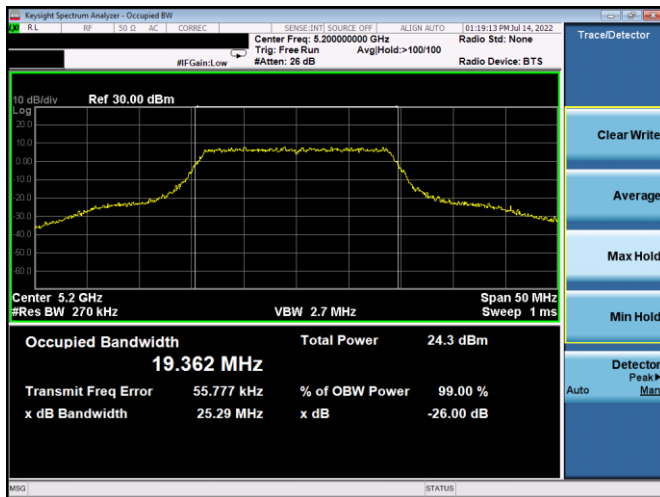 Keysight Spectrum Analyzer - Occupied BW
RL RF 50 Ω AC CORREC SENSE:INT SOURCE OFF ALIGN AUTO 01:19:13 PM Jul 14, 2022
Center Freq: 5.200000000 GHz Radio Std: None
Trig: Free Run Avg|Hold:>100/100
#IFGain:Low #Atten: 26 dB Radio Device: BTS
Trace/Detector
10 dB/div Ref 30.00 dBm
Log
20.0
10.0
0.00
-10.0
-20.0
-30.0
-40.0
-50.0
-60.0
Center 5.2 GHz Span 50 MHz
#Res BW 270 kHz VBW 2.7 MHz Sweep 1 ms
Occupied Bandwidth Total Power 24.3 dBm
19.362 MHz
Transmit Freq Error 55.777 kHz % of OBW Power 99.00 %
x dB Bandwidth 25.29 MHz x dB -26.00 dB
Clear Write
Average
Max Hold
Min Hold
Detector
Peak▶
Auto Man
MSG STATUS